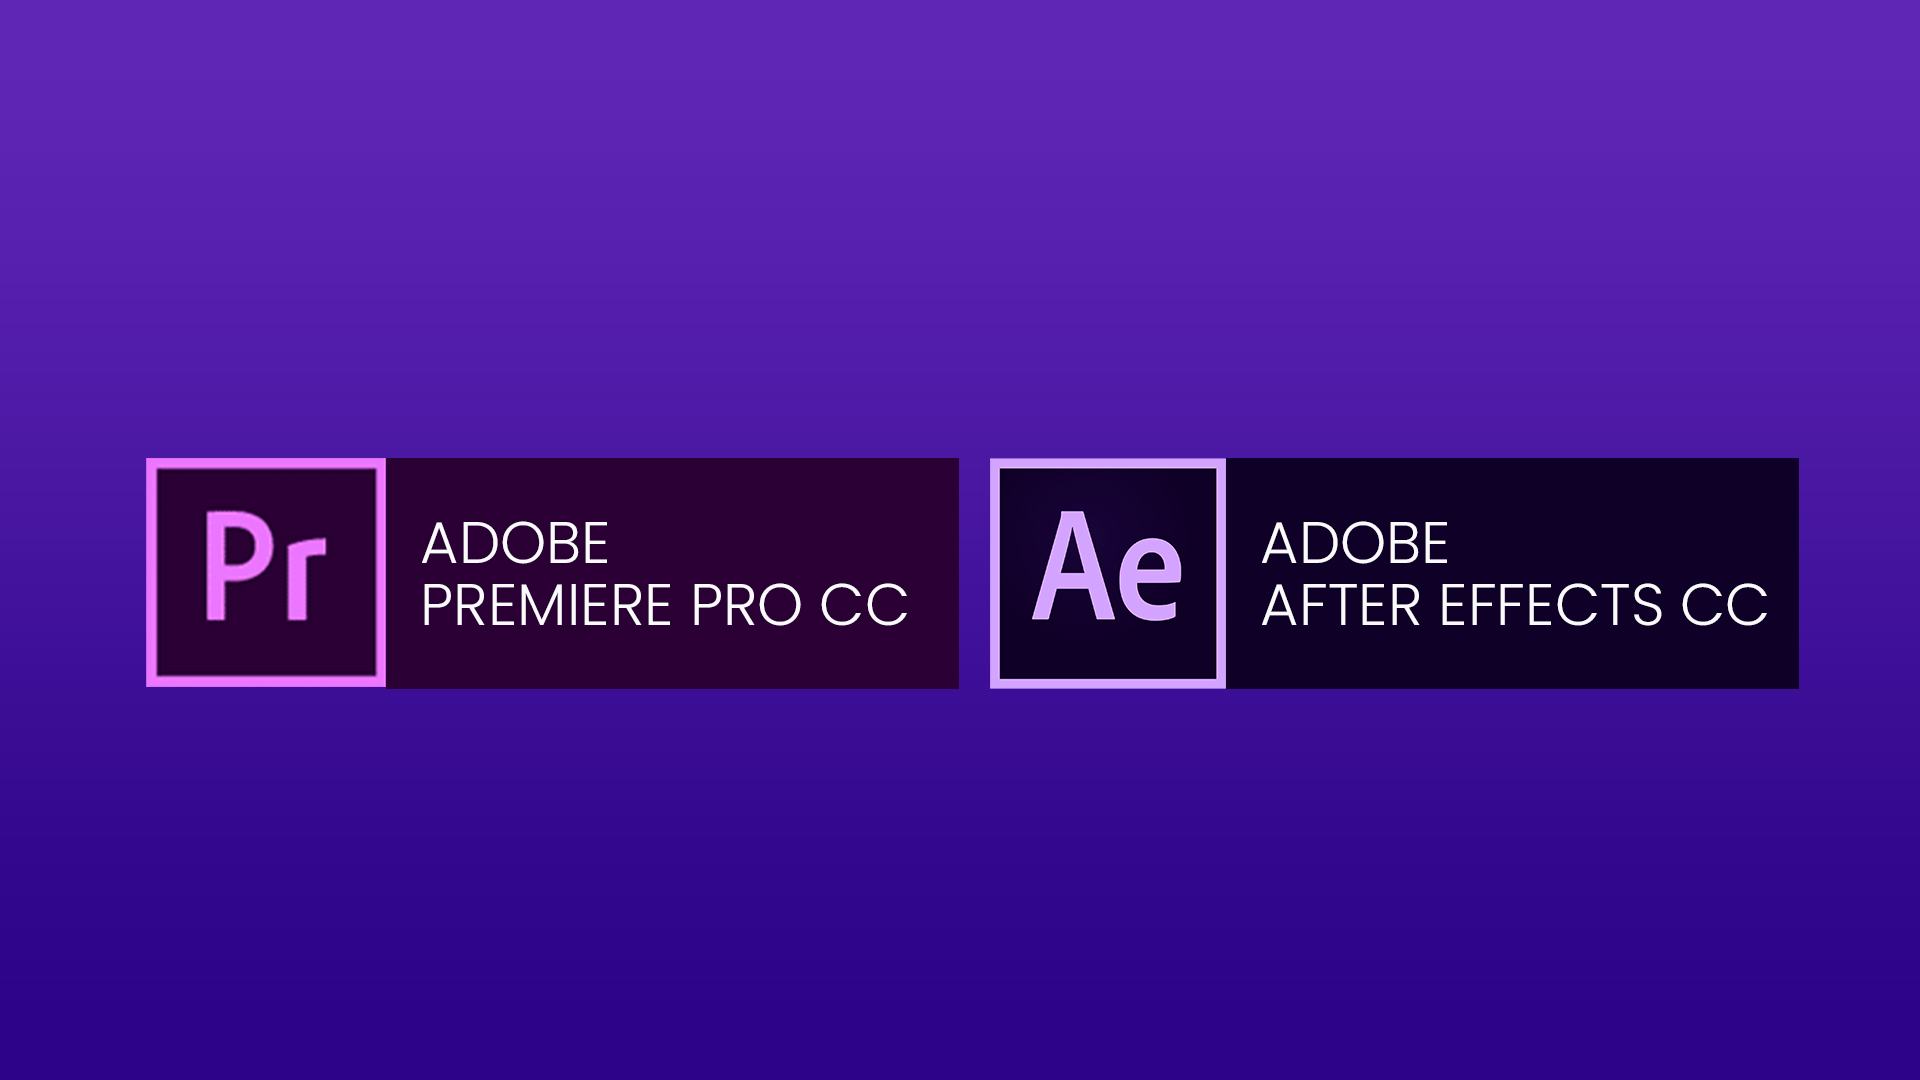 Pr
ADOBE
PREMIERE PRO CC
Ae
ADOBE
AFTER EFFECTS CC